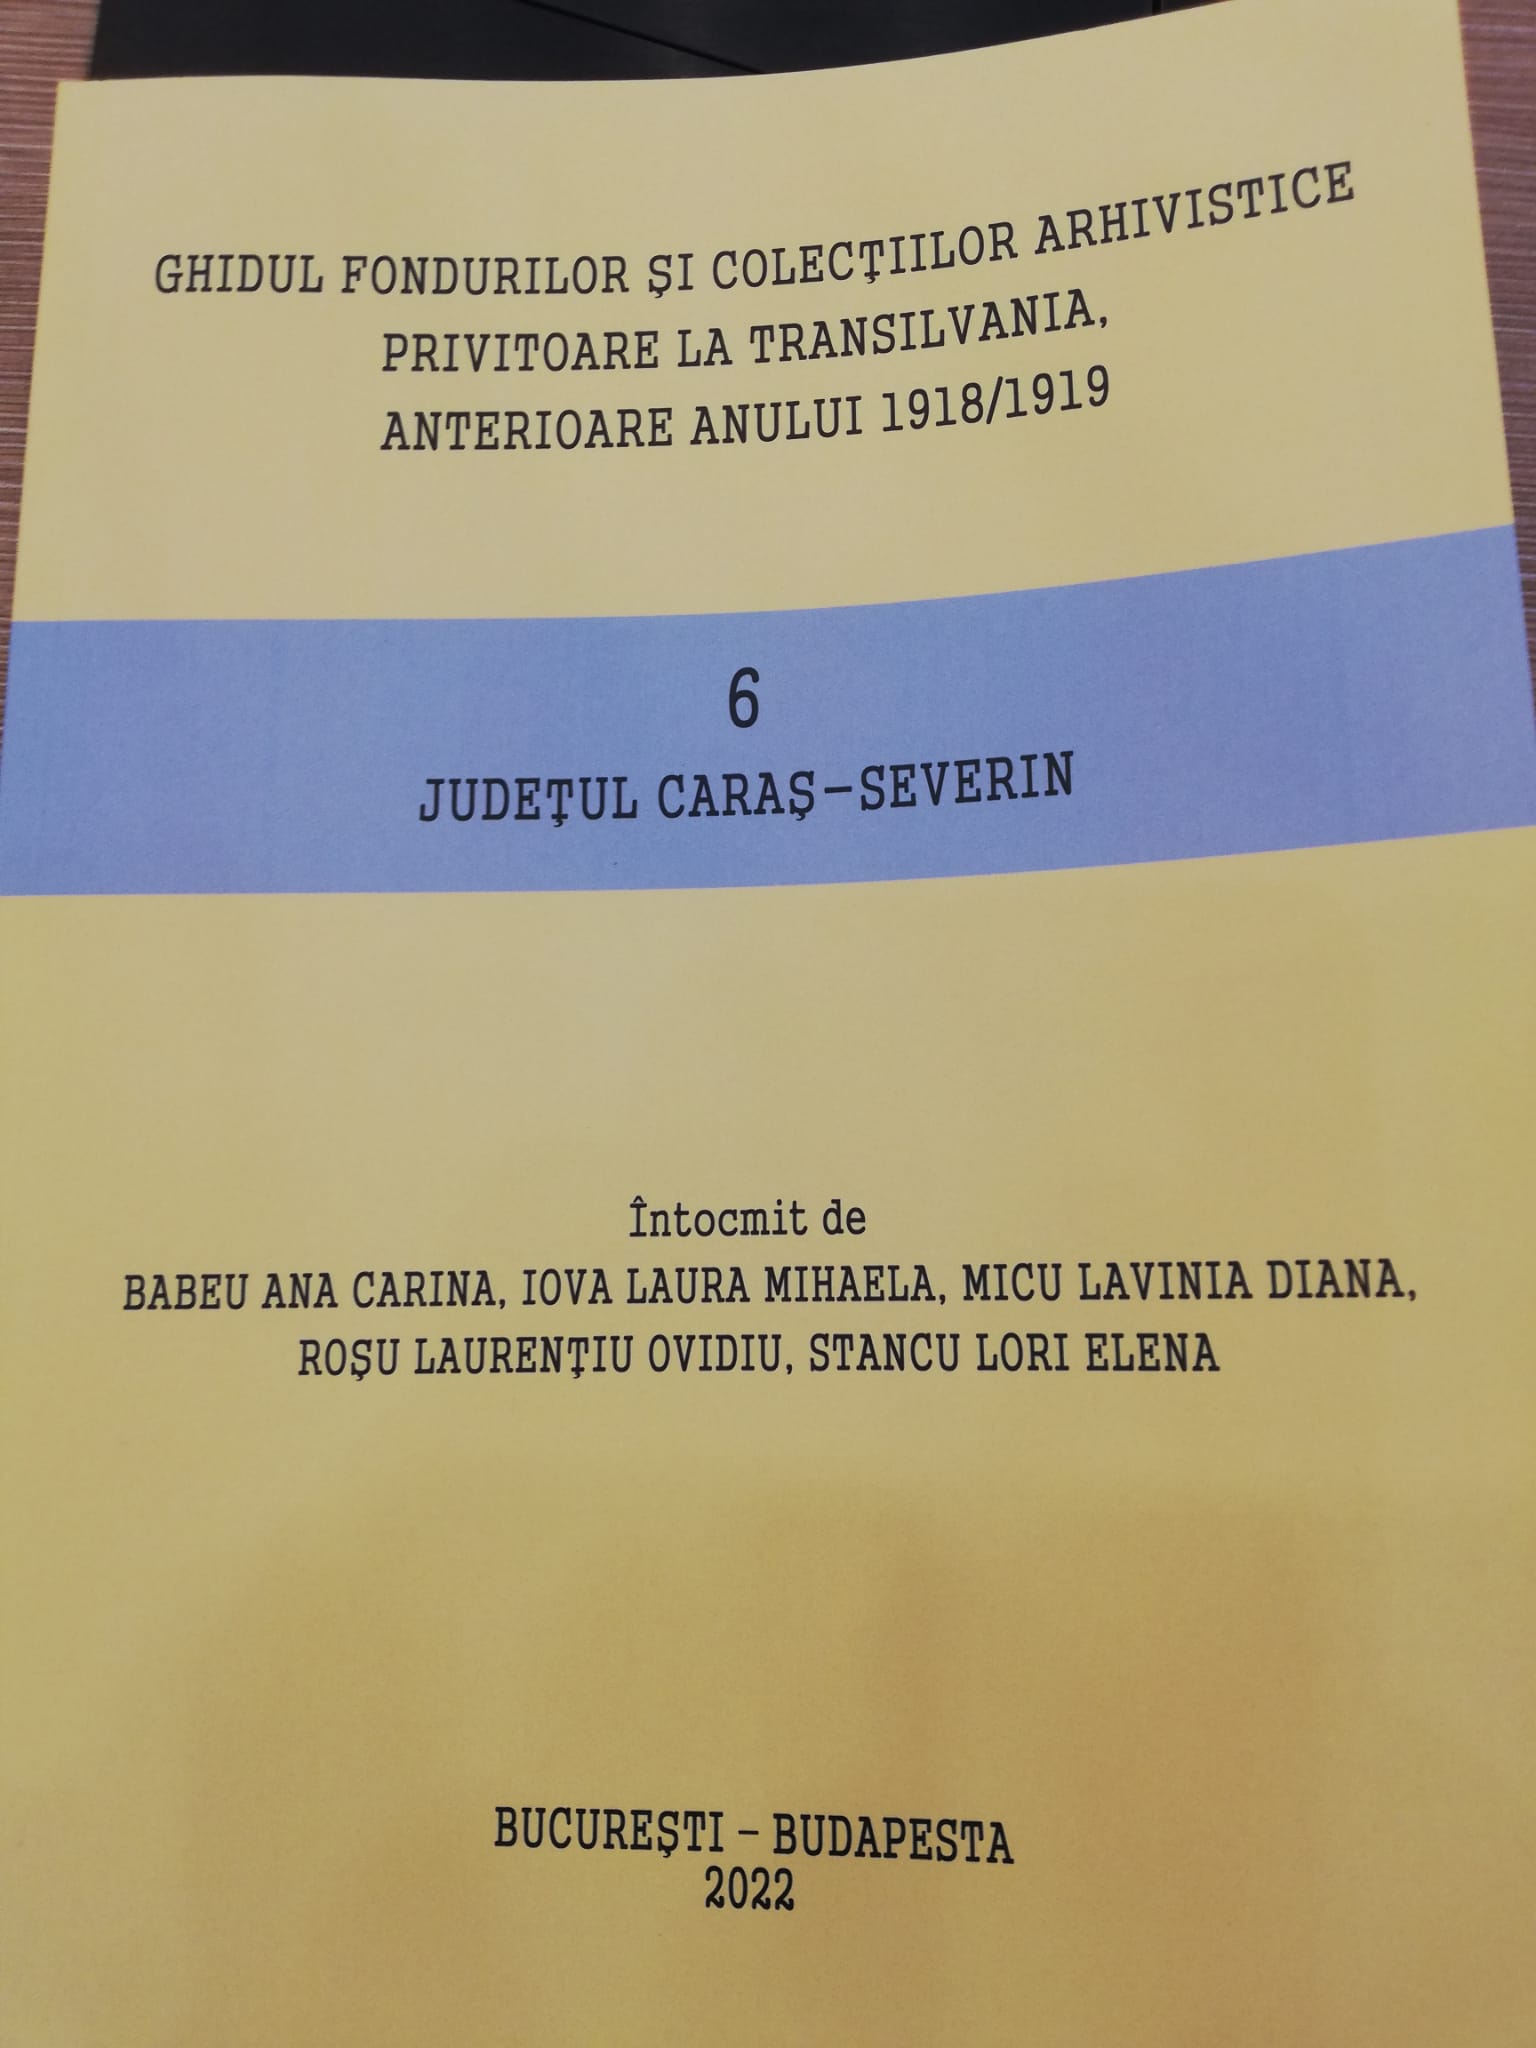 GHIDUL FONDURILOR ŞI COLECŢIILOR ARHIVISTICE
PRIVITOARE LA TRANSILVANIA,
ANTERIOARE ANULUI 1918/1919
6
JUDEŢUL CARAŞ-SEVERIN
Întocmit de
BABEU ANA CARINA, IOVA LAURA MIHAELA, MICU LAVINIA DIANA,
ROŞU LAURENŢIU OVIDIU, STANCU LORI ELENA
BUCUREŞTI – BUDAPESTA
2022